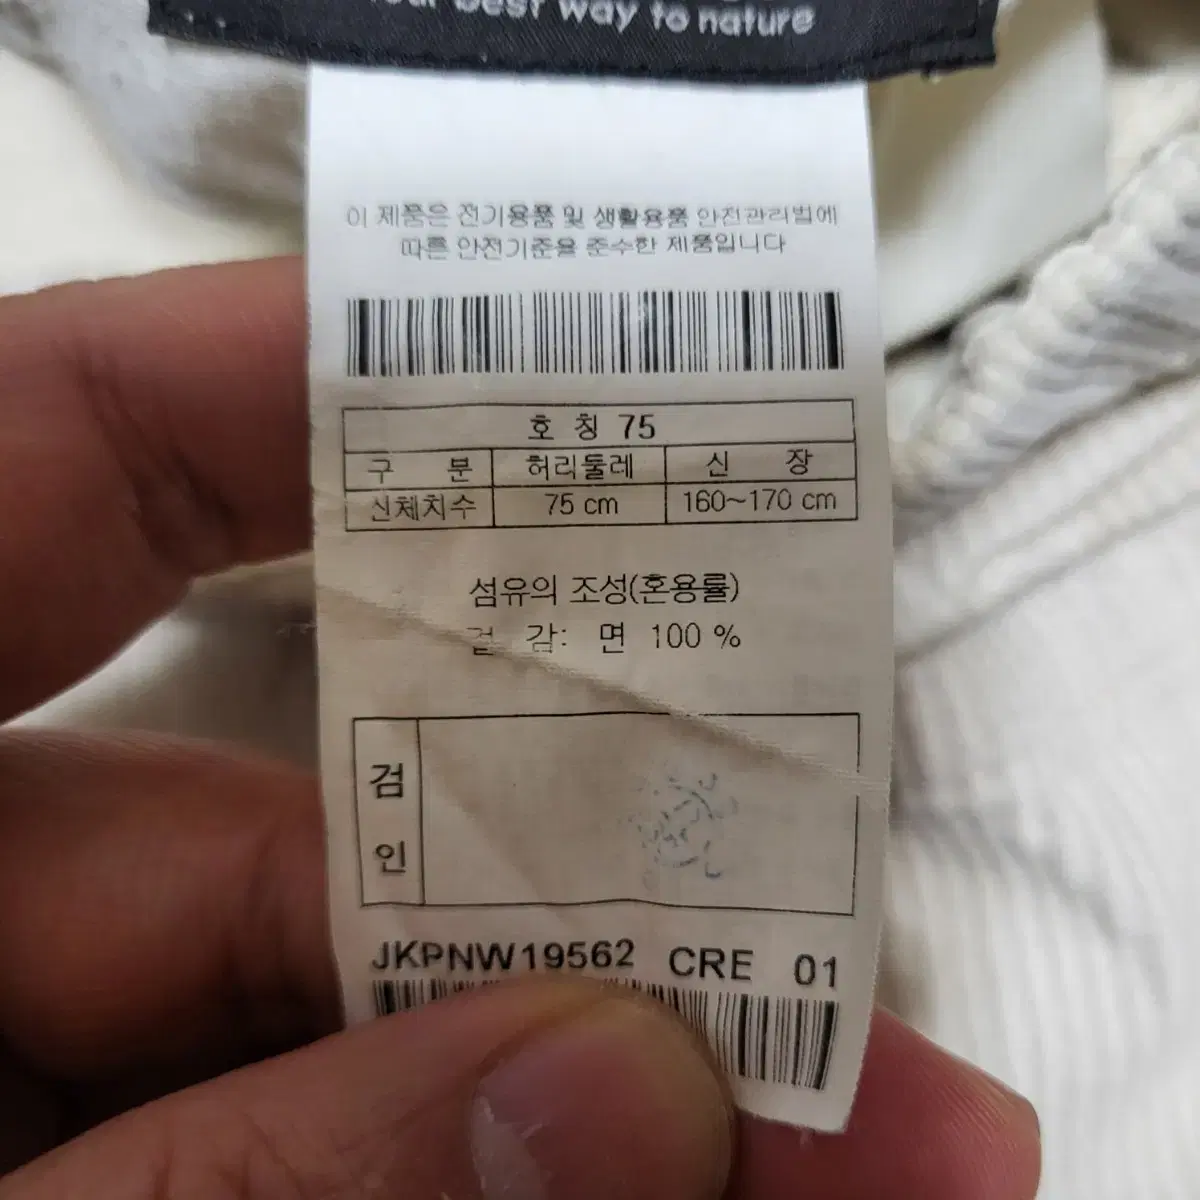 best way to nature
이 제품은 전기용품 및 생활용품 안전관리법에
따른 안전기준을 준수한 제품입니다
호 칭 75
구 분 허리둘레 신 장
신체치수 75 cm 160~170 cm
섬유의 조성(혼용률)
겉 감: 면 100 %
검
인
JKPNW19562 CRE 01